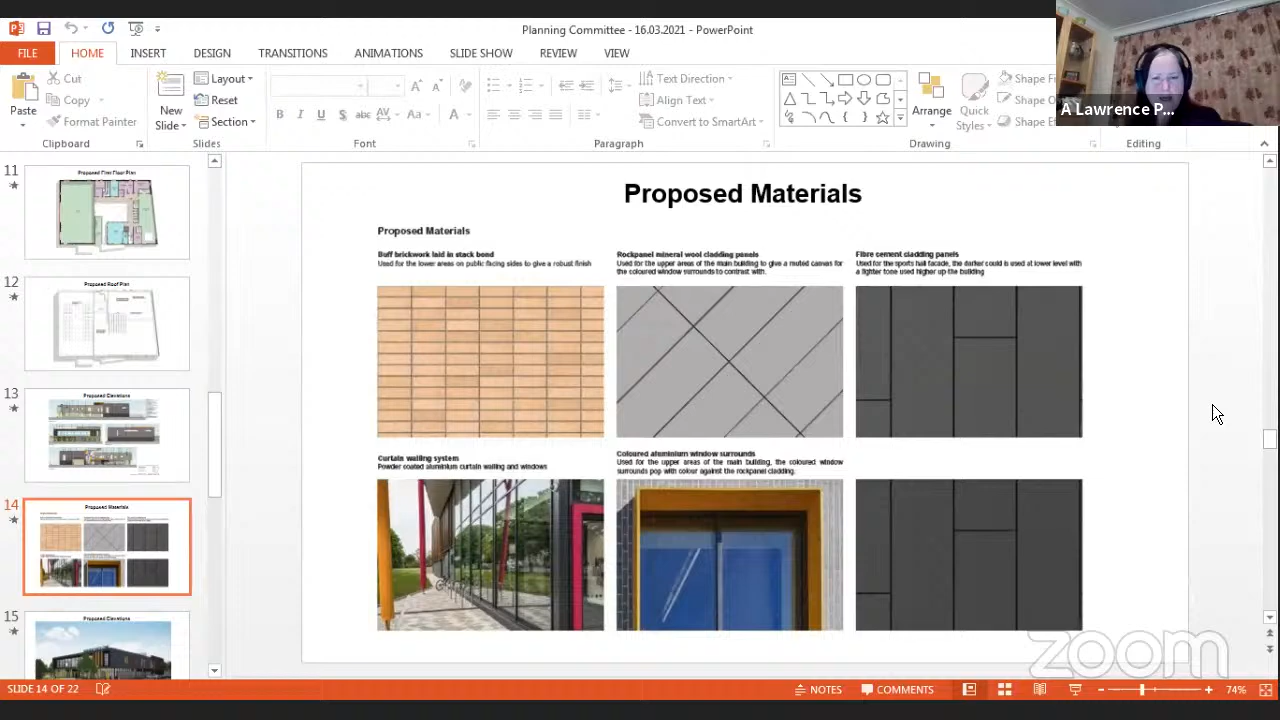 Planning Committee - 16.03.2021 - PowerPoint
FILE HOME INSERT DESIGN TRANSITIONS ANIMATIONS SLIDE SHOW REVIEW VIEW
A Lawrence P...
Paste
Cut
Copy
Format Painter
Clipboard
New
Slide
Layout
Reset
Section
Slides
Font
Text Direction
Align Text
Convert to SmartArt
Paragraph
Arrange
Quick
Styles
Shape Fi
Shape O
Shape Ef
Drawing
Editing
11
Proposed First Floor Plan
12
Proposed Roof Plan
13
Proposed Elevations
14
Proposed Materials
15
Proposed Elevations
Proposed Materials
Proposed Materials
Buff brickwork laid in stack bond
Used for the lower areas on public facing sides to give a robust finish
Rockpanel mineral wool cladding panels
Used for the upper areas of the main building to give a muted canvas for
the coloured window surrounds to contrast with.
Fibre cement cladding panels
Used for the sports hall facade, the darker could is used at lower level with
a lighter tone used higher up the building
Curtain walling system
Powder coated aluminium curtain walling and windows
Coloured aluminium window surrounds
Used for the upper areas of the main building, the coloured window
surrounds pop with colour against the rockpanel cladding.
zoom
SLIDE 14 OF 22
NOTES
COMMENTS
74%